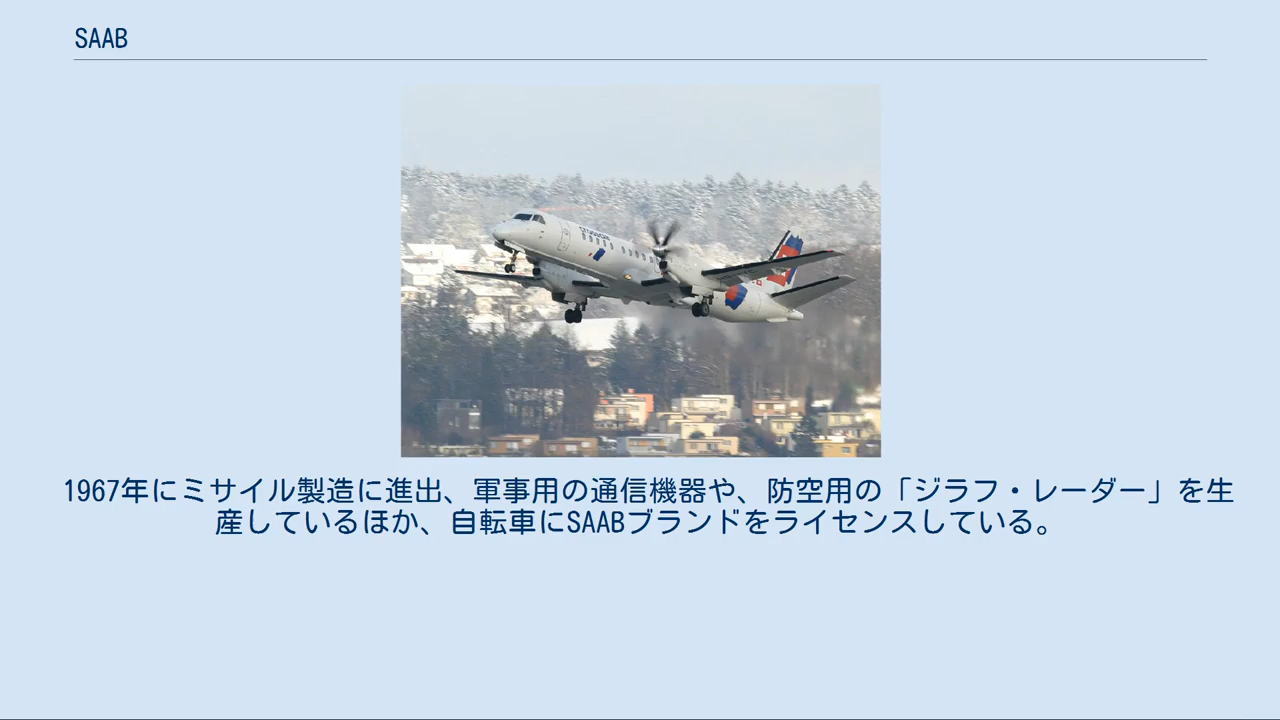 SAAB
1967年にミサイル製造に進出、軍事用の通信機器や、防空用の「ジラフ・レーダー」を生
産しているほか、自転車にSAABブランドをライセンスしている。